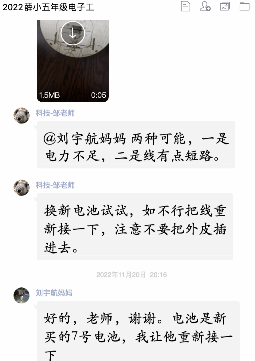 2022薛小五年级电子工
1.5MB
0:05
科技-邹老师
@刘宇航妈妈 两种可能，一是
电力不足，二是线有点短路。
科技-邹老师
换新电池试试，如不行把线重
新接一下，注意不要把外皮插
进去。
2022年11月20日 20:16
刘宇航妈妈
好的，老师，谢谢。电池是新
买的7号电池，我让他重新接一
下